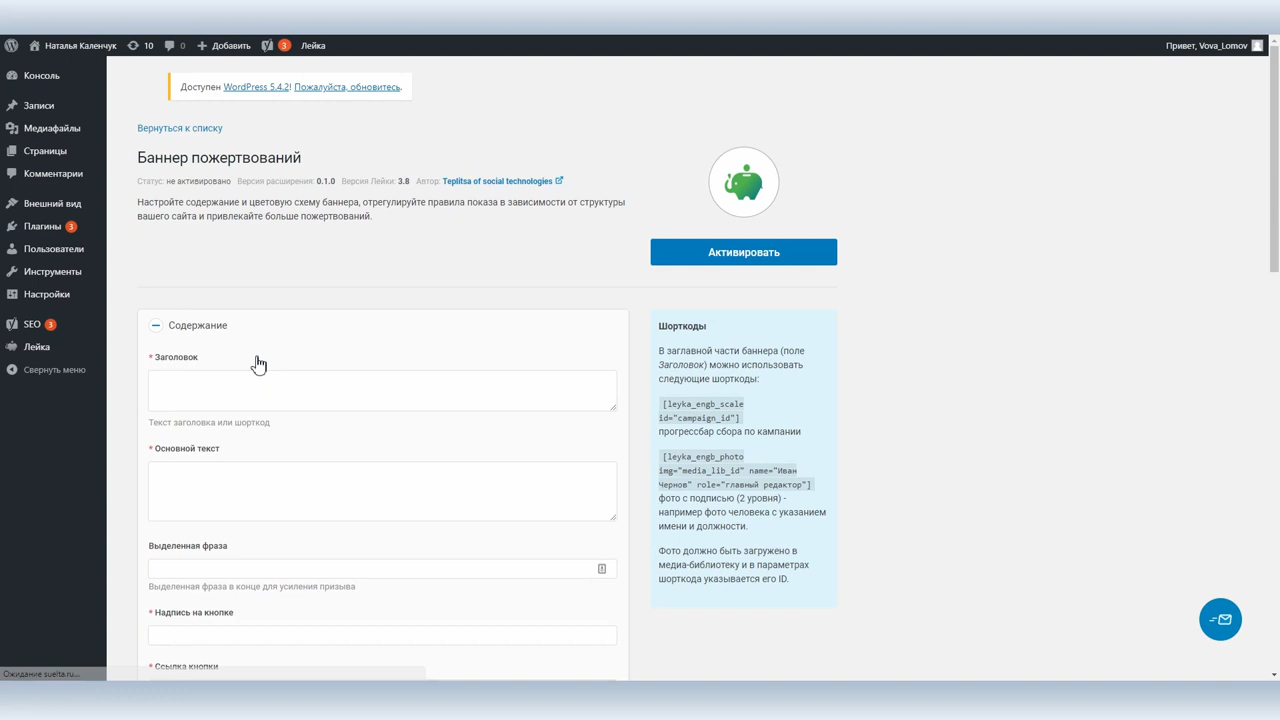 Наталья Каленчук
10
0
Добавить
3
Лейка
Привет, Vova_Lomov
Консоль
Записи
Медиафайлы
Страницы
Комментарии
Внешний вид
Плагины 3
Пользователи
Инструменты
Настройки
SEO 3
Лейка
Свернуть меню
Доступен WordPress 5.4.2! Пожалуйста, обновитесь.
Вернуться к списку
Баннер пожертвований
Статус: не активировано Версия расширения: 0.1.0 Версия Лейки: 3.8 Автор: Teplitsa of social technologies
Настройте содержание и цветовую схему баннера, отрегулируйте правила показа в зависимости от структуры
вашего сайта и привлекайте больше пожертвований.
Активировать
Содержание
* Заголовок
Текст заголовка или шорткод
* Основной текст
Выделенная фраза
Выделенная фраза в конце для усиления призыва
* Надпись на кнопке
* Ссылка кнопки
Шорткоды
В заглавной части баннера (поле
Заголовок) можно использовать
следующие шорткоды:
[leyka_engb_scale
id="campaign_id"]
прогрессбар сбора по кампании
[leyka_engb_photo
img="media_lib_id" name="Иван
Чернов" role="главный редактор"]
фото с подписью (2 уровня) -
например фото человека с указанием
имени и должности.
Фото должно быть загружено в
медиа-библиотеку и в параметрах
шорткода указывается его ID.
Ожидание suelta.ru...